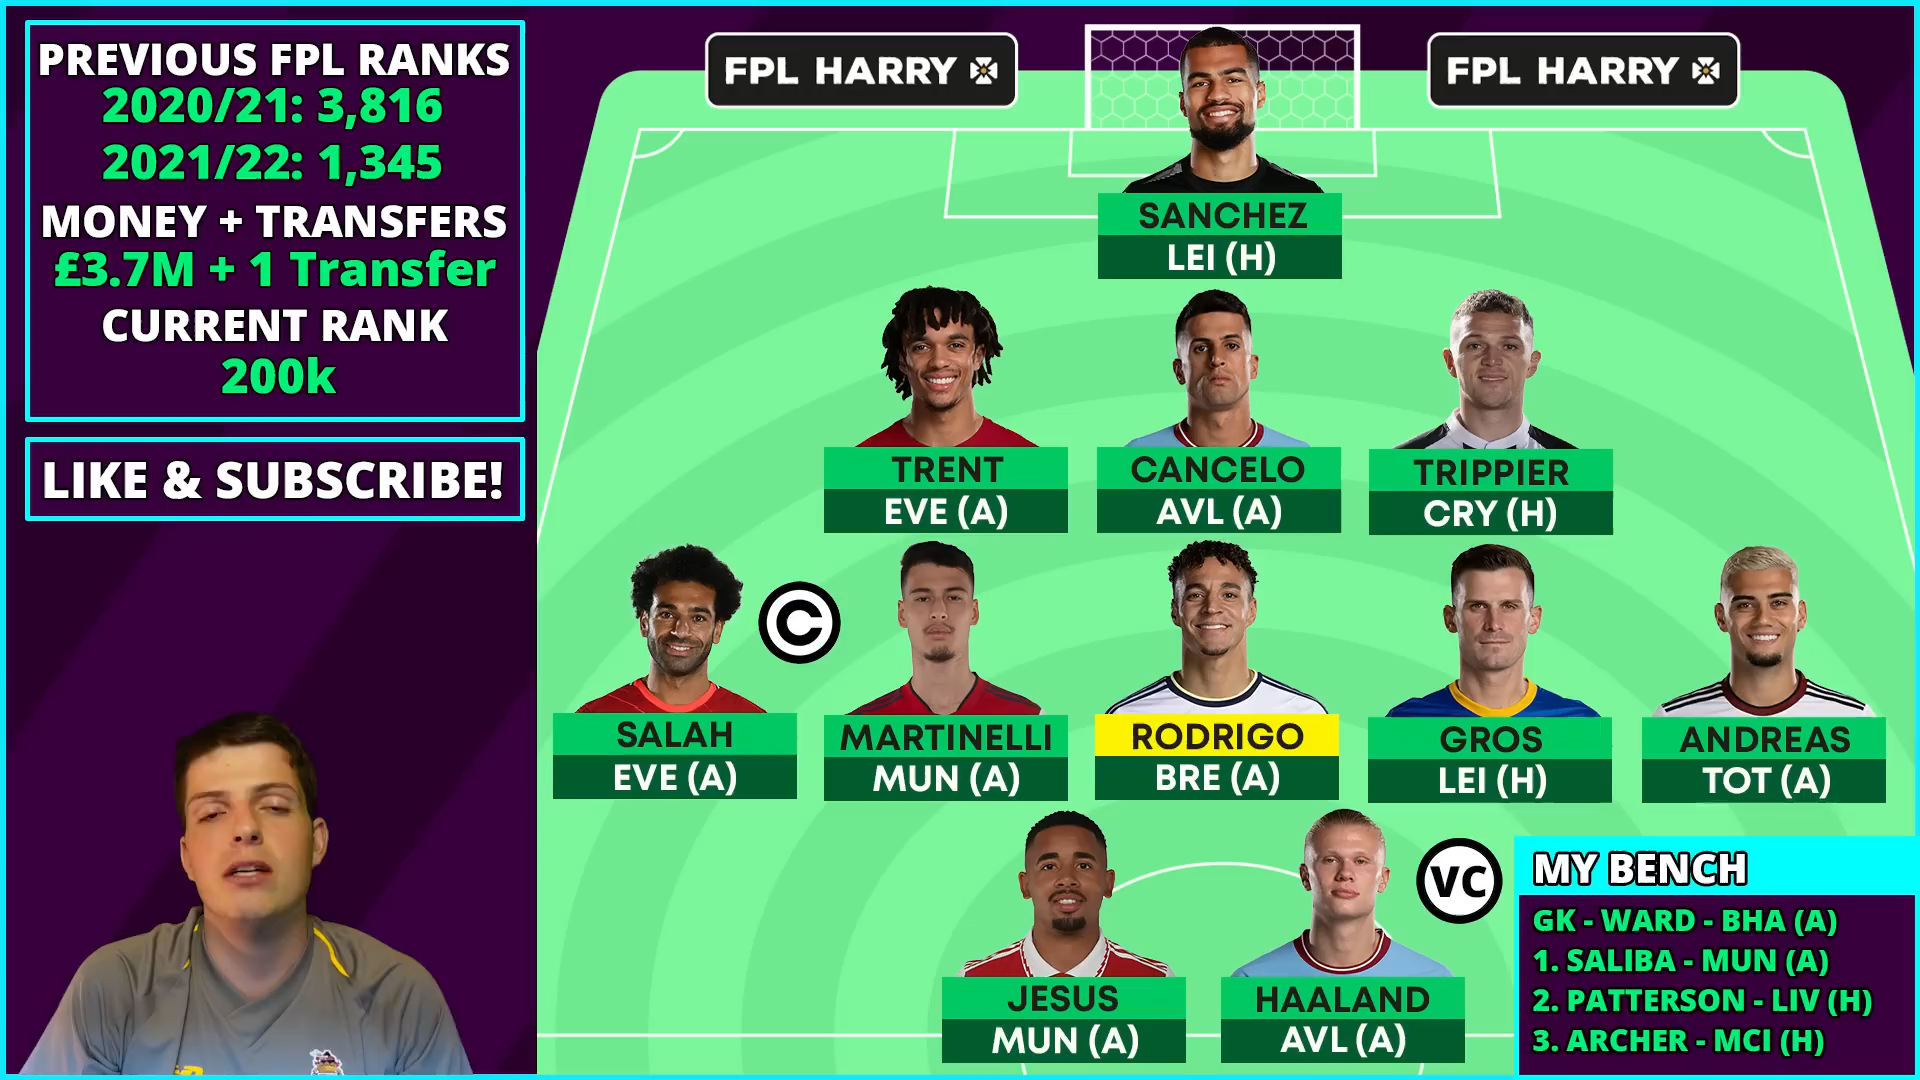 PREVIOUS FPL RANKS
2020/21: 3,816
2021/22: 1,345
MONEY + TRANSFERS
£3.7M + 1 Transfer
CURRENT RANK
200k
LIKE & SUBSCRIBE!
FPL HARRY
FPL HARRY
SANCHEZ
LEI (H)
TRENT
EVE (A)
CANCELO
AVL (A)
TRIPPIER
CRY (H)
SALAH
EVE (A)
C
MARTINELLI
MUN (A)
RODRIGO
BRE (A)
GROS
LEI (H)
ANDREAS
TOT (A)
JESUS
MUN (A)
HAALAND
AVL (A)
VC
MY BENCH
GK - WARD - BHA (A)
1. SALIBA - MUN (A)
2. PATTERSON - LIV (H)
3. ARCHER - MCI (H)